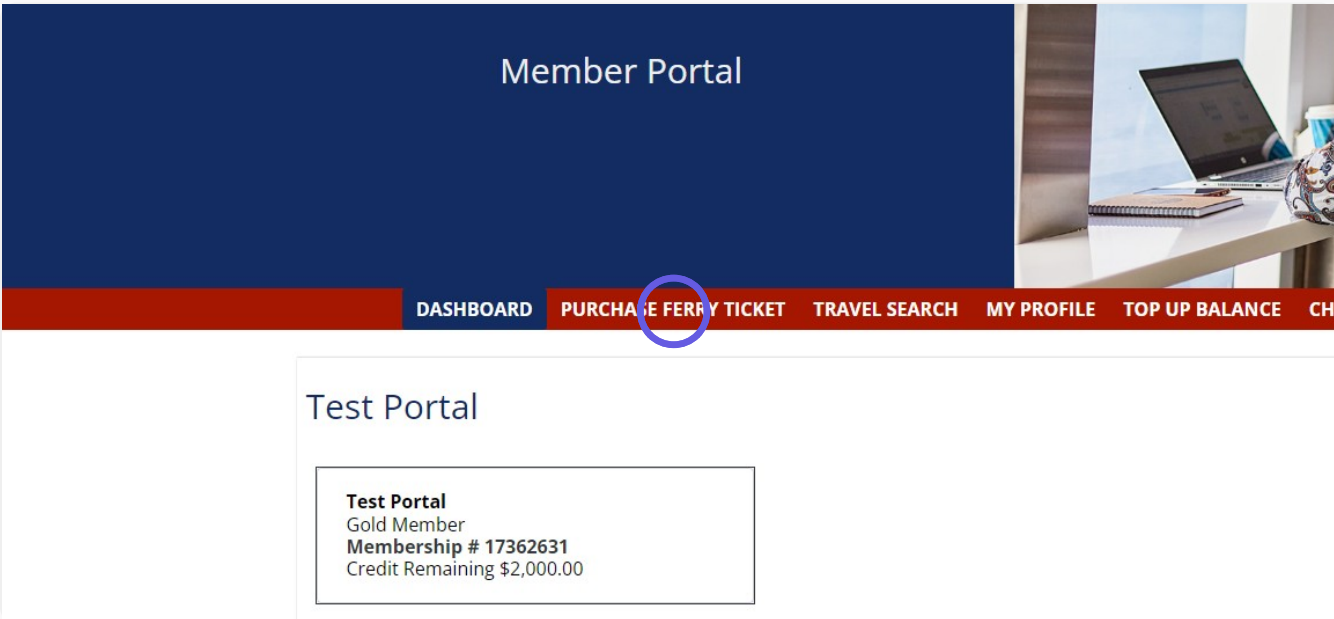 Member Portal
DASHBOARD PURCHASE FERRY TICKET TRAVEL SEARCH MY PROFILE TOP UP BALANCE CH
Test Portal
Test Portal
Gold Member
Membership # 17362631
Credit Remaining $2,000.00